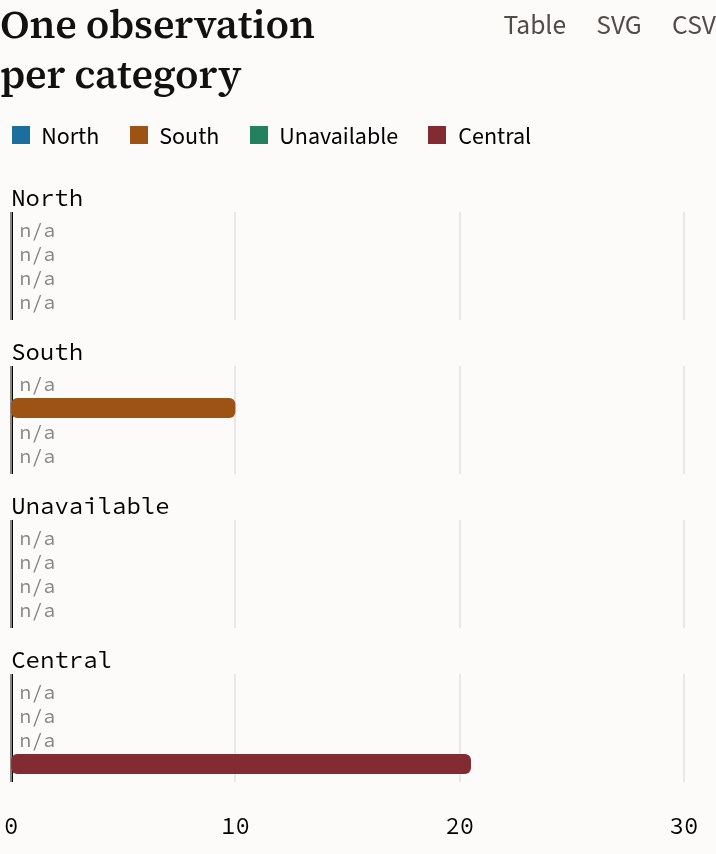 One observation
per category
Table SVG CSV
North South Unavailable Central
North
n/a
n/a
n/a
n/a
South
n/a
n/a
n/a
Unavailable
n/a
n/a
n/a
n/a
Central
n/a
n/a
n/a
0 10 20 30